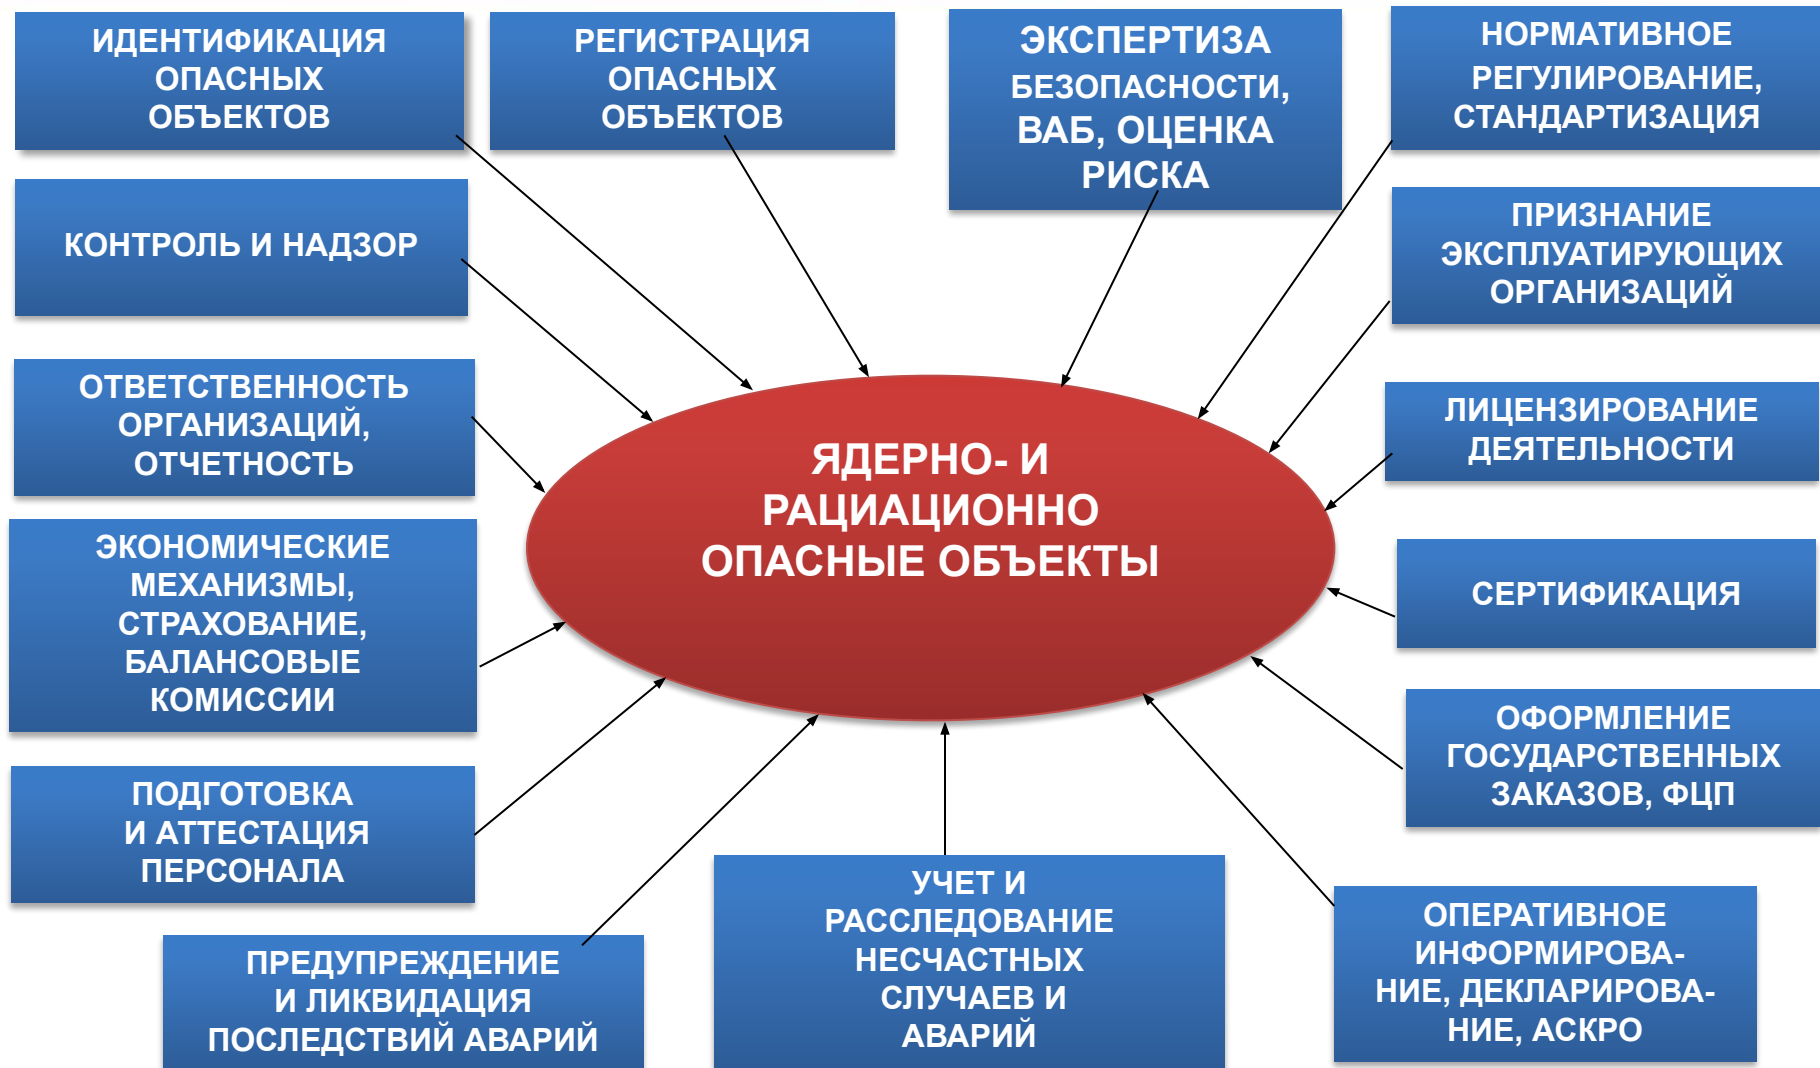 ИДЕНТИФИКАЦИЯ
ОПАСНЫХ
ОБЪЕКТОВ
РЕГИСТРАЦИЯ
ОПАСНЫХ
ОБЪЕКТОВ
ЭКСПЕРТИЗА
БЕЗОПАСНОСТИ,
ВАБ, ОЦЕНКА
РИСКА
НОРМАТИВНОЕ
РЕГУЛИРОВАНИЕ,
СТАНДАРТИЗАЦИЯ
КОНТРОЛЬ И НАДЗОР
ПРИЗНАНИЕ
ЭКСПЛУАТИРУЮЩИХ
ОРГАНИЗАЦИЙ
ОТВЕТСТВЕННОСТЬ
ОРГАНИЗАЦИЙ,
ОТЧЕТНОСТЬ
ЯДЕРНО- И
РАЦИАЦИОННО
ОПАСНЫЕ ОБЪЕКТЫ
ЛИЦЕНЗИРОВАНИЕ
ДЕЯТЕЛЬНОСТИ
ЭКОНОМИЧЕСКИЕ
МЕХАНИЗМЫ,
СТРАХОВАНИЕ,
БАЛАНСОВЫЕ
КОМИССИИ
СЕРТИФИКАЦИЯ
ОФОРМЛЕНИЕ
ГОСУДАРСТВЕННЫХ
ЗАКАЗОВ, ФЦП
ПОДГОТОВКА
И АТТЕСТАЦИЯ
ПЕРСОНАЛА
ПРЕДУПРЕЖДЕНИЕ
И ЛИКВИДАЦИЯ
ПОСЛЕДСТВИЙ АВАРИЙ
УЧЕТ И
РАССЛЕДОВАНИЕ
НЕСЧАСТНЫХ
СЛУЧАЕВ И
АВАРИЙ
ОПЕРАТИВНОЕ
ИНФОРМИРОВА-
НИЕ, ДЕКЛАРИРОВА-
НИЕ, АСКРО